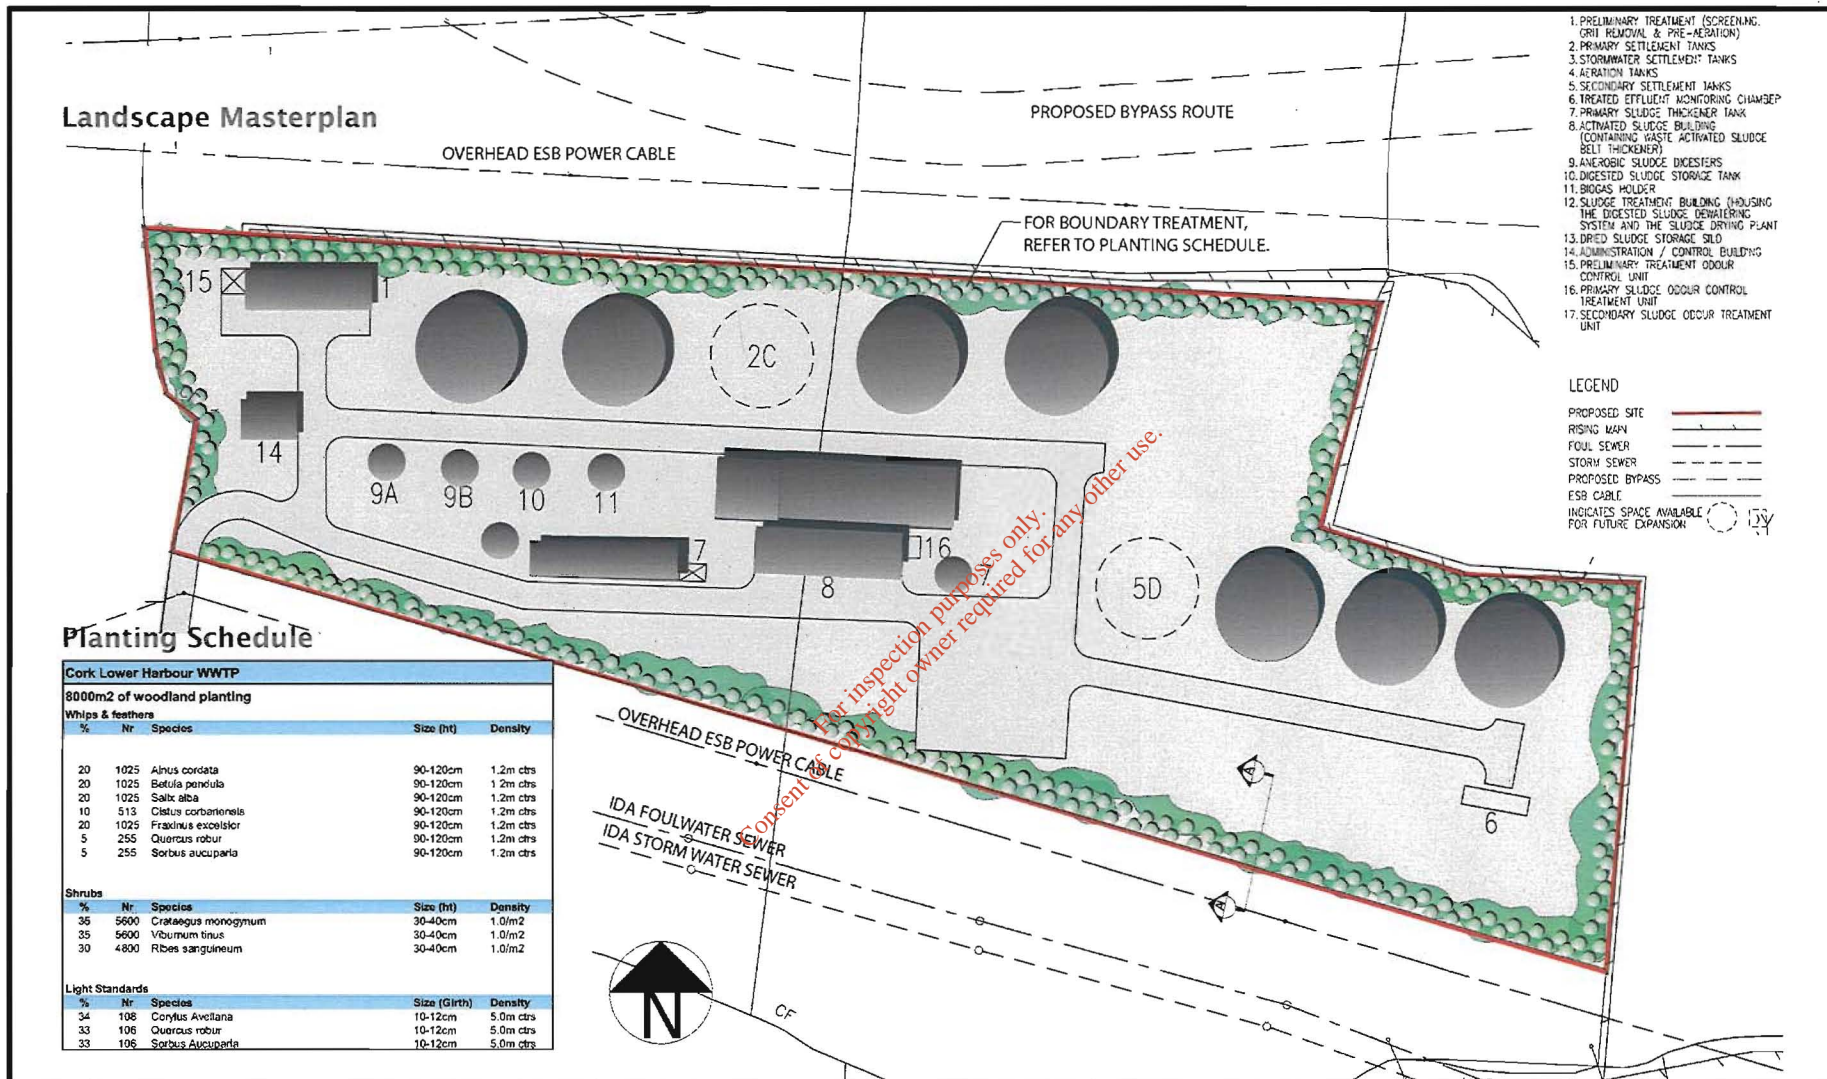 Landscape Masterplan
PROPOSED BYPASS ROUTE
OVERHEAD ESB POWER CABLE
FOR BOUNDARY TREATMENT,
REFER TO PLANTING SCHEDULE.
1. PRELIMINARY TREATMENT (SCREENING,
GRIT REMOVAL & PRE-AERATION)
2. PRIMARY SETTLEMENT TANKS
3. STORMWATER SETTLEMENT TANKS
4. AERATION TANKS
5. SECONDARY SETTLEMENT TANKS
6. TREATED EFFLUENT MONITORING CHAMBER
7. PRIMARY SLUDGE THICKENER TANK
8. ACTIVATED SLUDGE BUILDING
(CONTAINING WASTE ACTIVATED SLUDGE
BELT THICKENER)
9. ANEROBIC SLUDGE DIGESTERS
10. DIGESTED SLUDGE STORAGE TANK
11. BIOGAS HOLDER
12. SLUDGE TREATMENT BUILDING (HOUSING
THE DIGESTED SLUDGE DEWATERING
SYSTEM AND THE SLUDGE DRYING PLANT
13. DRIED SLUDGE STORAGE SILO
14. ADMINISTRATION / CONTROL BUILDING
15. PRELIMINARY TREATMENT ODOUR
CONTROL UNIT
16. PRIMARY SLUDGE ODOUR CONTROL
TREATMENT UNIT
17. SECONDARY SLUDGE ODOUR TREATMENT
UNIT
LEGEND
PROPOSED SITE
RISING MAIN
FOUL SEWER
STORM SEWER
PROPOSED BYPASS
ESB CABLE
INDICATES SPACE AVAILABLE
FOR FUTURE EXPANSION
15
1
2C
14
9A
9B
10
11
7
16
8
7
5D
6
A
A
For inspection purposes only.
Consent of copyright owner required for any other use.
OVERHEAD ESB POWER CABLE
IDA FOULWATER SEWER
IDA STORM WATER SEWER
CF
N
Planting Schedule
Cork Lower Harbour WWTP
8000m2 of woodland planting
Whips & feathers
% Nr Species Size (ht) Density
20 1025 Alnus cordata 90-120cm 1.2m ctrs
20 1025 Betula pendula 90-120cm 1.2m ctrs
20 1025 Salix alba 90-120cm 1.2m ctrs
10 513 Cistus corbariensis 90-120cm 1.2m ctrs
20 1025 Fraxinus excelsior 90-120cm 1.2m ctrs
5 255 Quercus robur 90-120cm 1.2m ctrs
5 255 Sorbus aucuparia 90-120cm 1.2m ctrs
Shrubs
% Nr Species Size (ht) Density
35 5600 Crataegus monogynum 30-40cm 1.0/m2
35 5600 Viburnum tinus 30-40cm 1.0/m2
30 4800 Ribes sanguineum 30-40cm 1.0/m2
Light Standards
% Nr Species Size (Girth) Density
34 108 Corylus Avellana 10-12cm 5.0m ctrs
33 106 Quercus robur 10-12cm 5.0m ctrs
33 106 Sorbus Aucuparia 10-12cm 5.0m ctrs